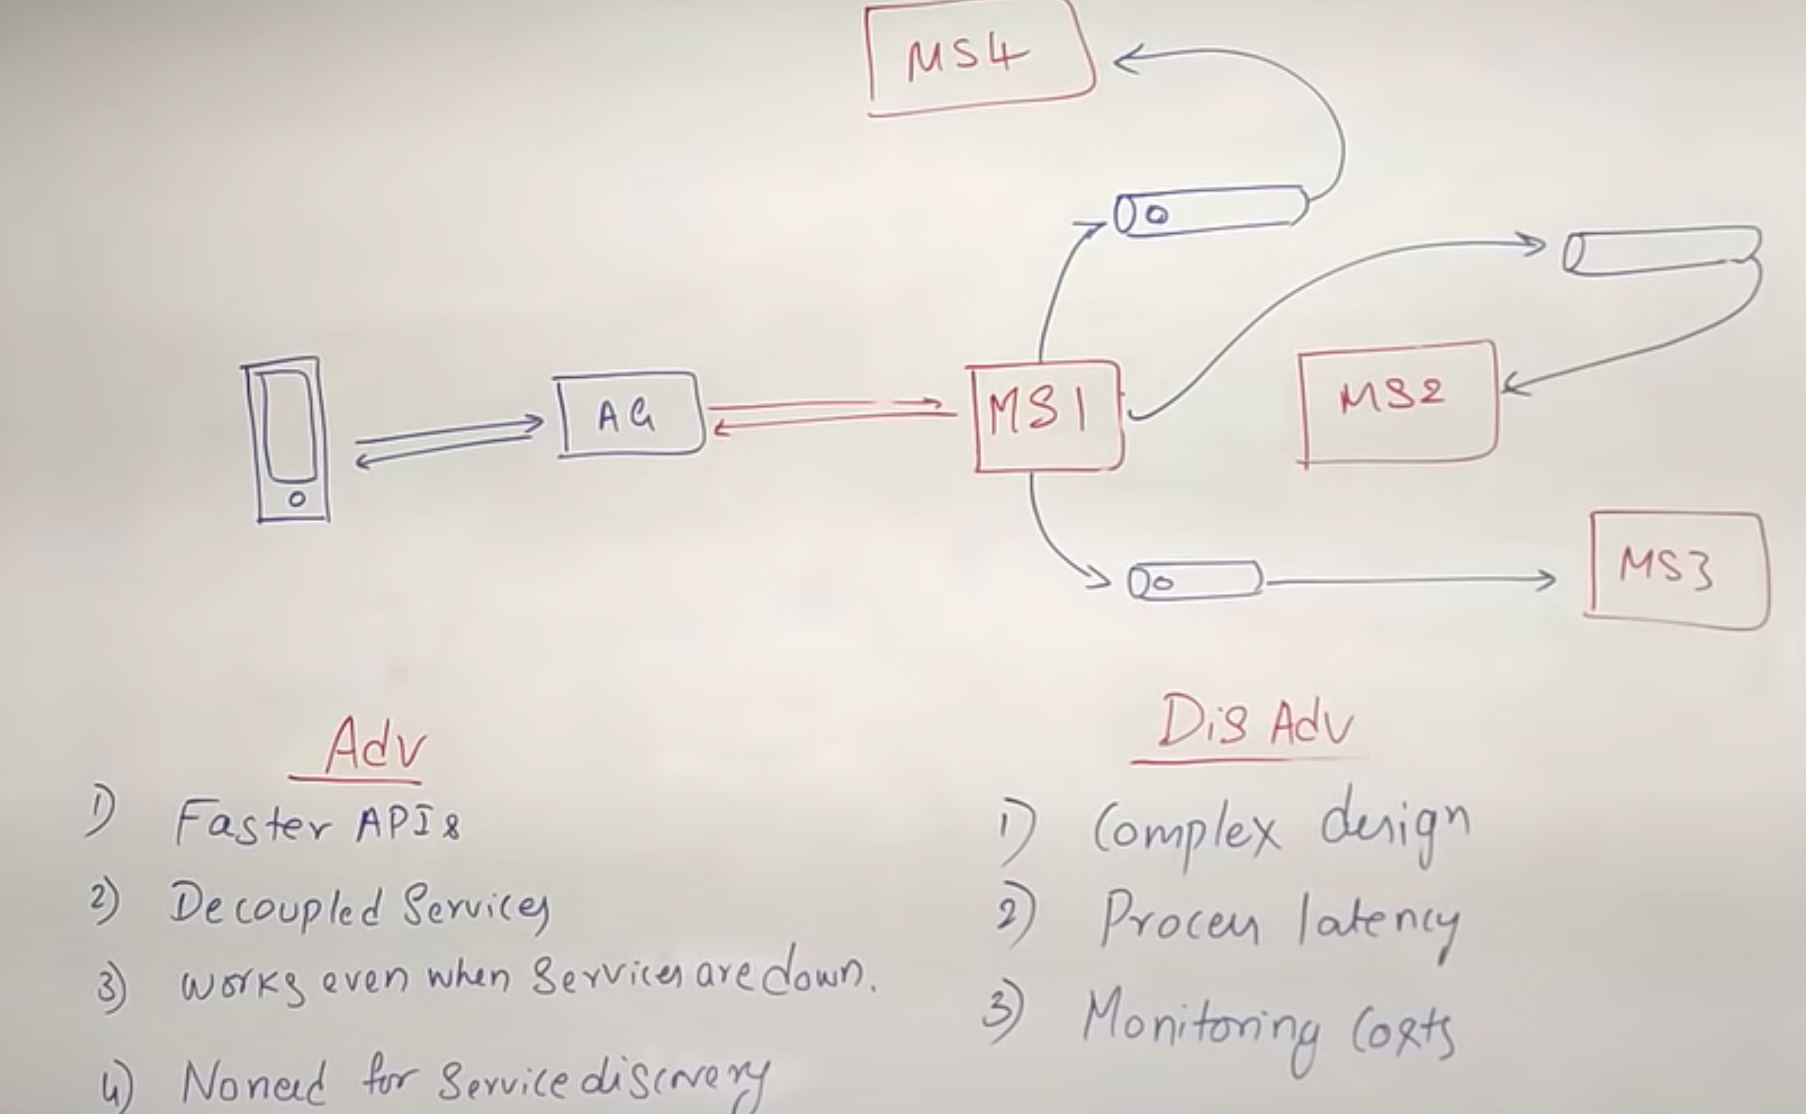 MS4
AG
MS1
MS2
MS3
Adv
1) Faster APIs
2) Decoupled Services
3) works even when Services are down.
4) No need for Service discovery
Dis Adv
1) Complex design
2) Process latency
3) Monitoring Costs